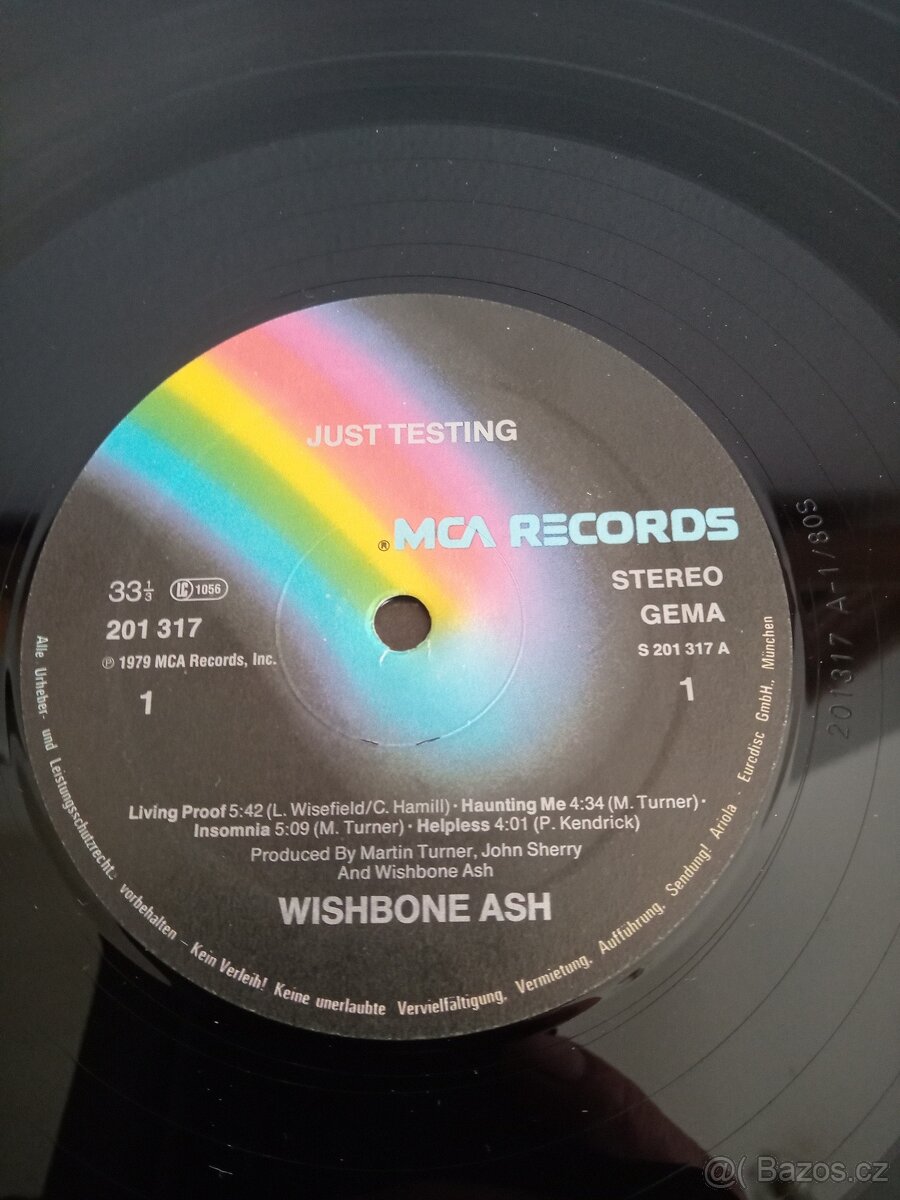 JUST TESTING
® MCA RECORDS
33⅓ LC 1056
STEREO
201 317
GEMA
℗ 1979 MCA Records, Inc.
S 201 317 A
1
1
Living Proof 5:42 (L. Wisefield/C. Hamill) · Haunting Me 4:34 (M. Turner) ·
Insomnia 5:09 (M. Turner) · Helpless 4:01 (P. Kendrick)
Produced By Martin Turner, John Sherry
And Wishbone Ash
WISHBONE ASH
Alle Urheber- und Leistungsschutzrechte vorbehalten – Kein Verleih! Keine unerlaubte Vervielfältigung, Vermietung, Aufführung, Sendung! Ariola - Eurodisc GmbH., München
201317 A-1/80S
@( Bazos.cz